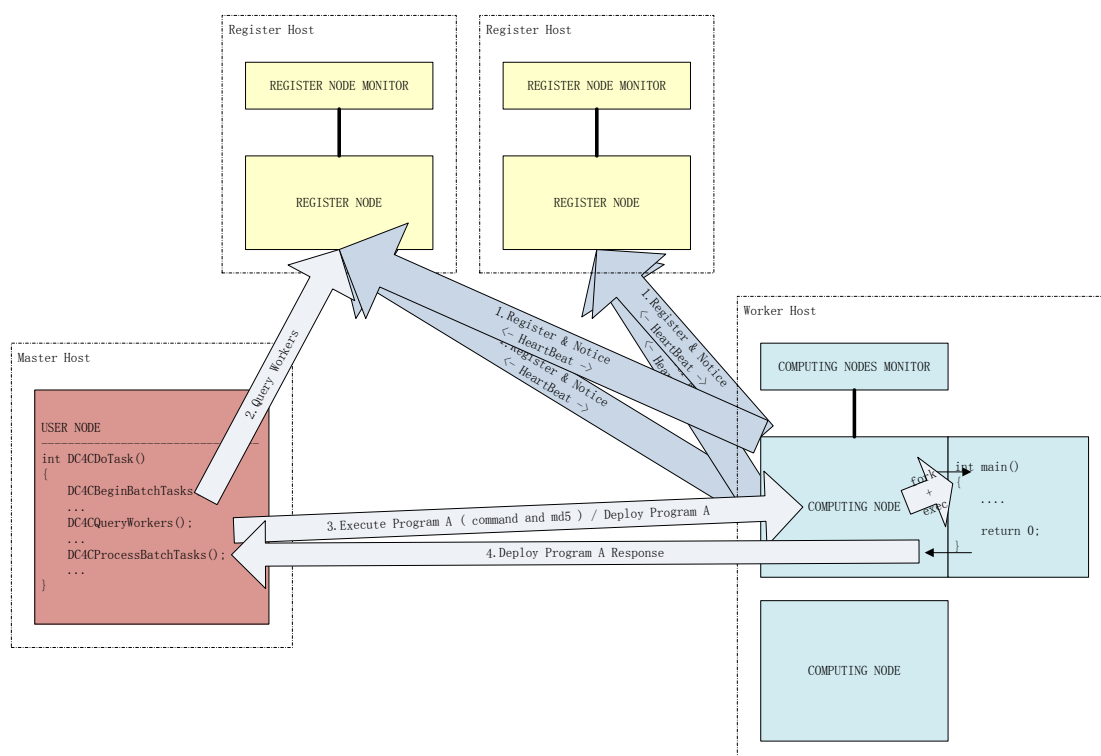 Register Host
REGISTER NODE MONITOR
REGISTER NODE
Register Host
REGISTER NODE MONITOR
REGISTER NODE
Master Host
USER NODE
int DC4CDoTask()
{
DC4CBeginBatchTasks
...
DC4CQueryWorkers();
...
DC4CProcessBatchTasks();
...
}
2.Query Workers
1.Register & Notice
<- HeartBeat ->
Register & Notice
<- HeartBeat ->
1.Register & Notice
<- HeartBeat ->
<- Hea
3.Execute Program A ( command and md5 ) / Deploy Program A
4.Deploy Program A Response
Worker Host
COMPUTING NODES MONITOR
COMPUTING NODE
fork
+
exec
int main()
{
....
return 0;
}
COMPUTING NODE